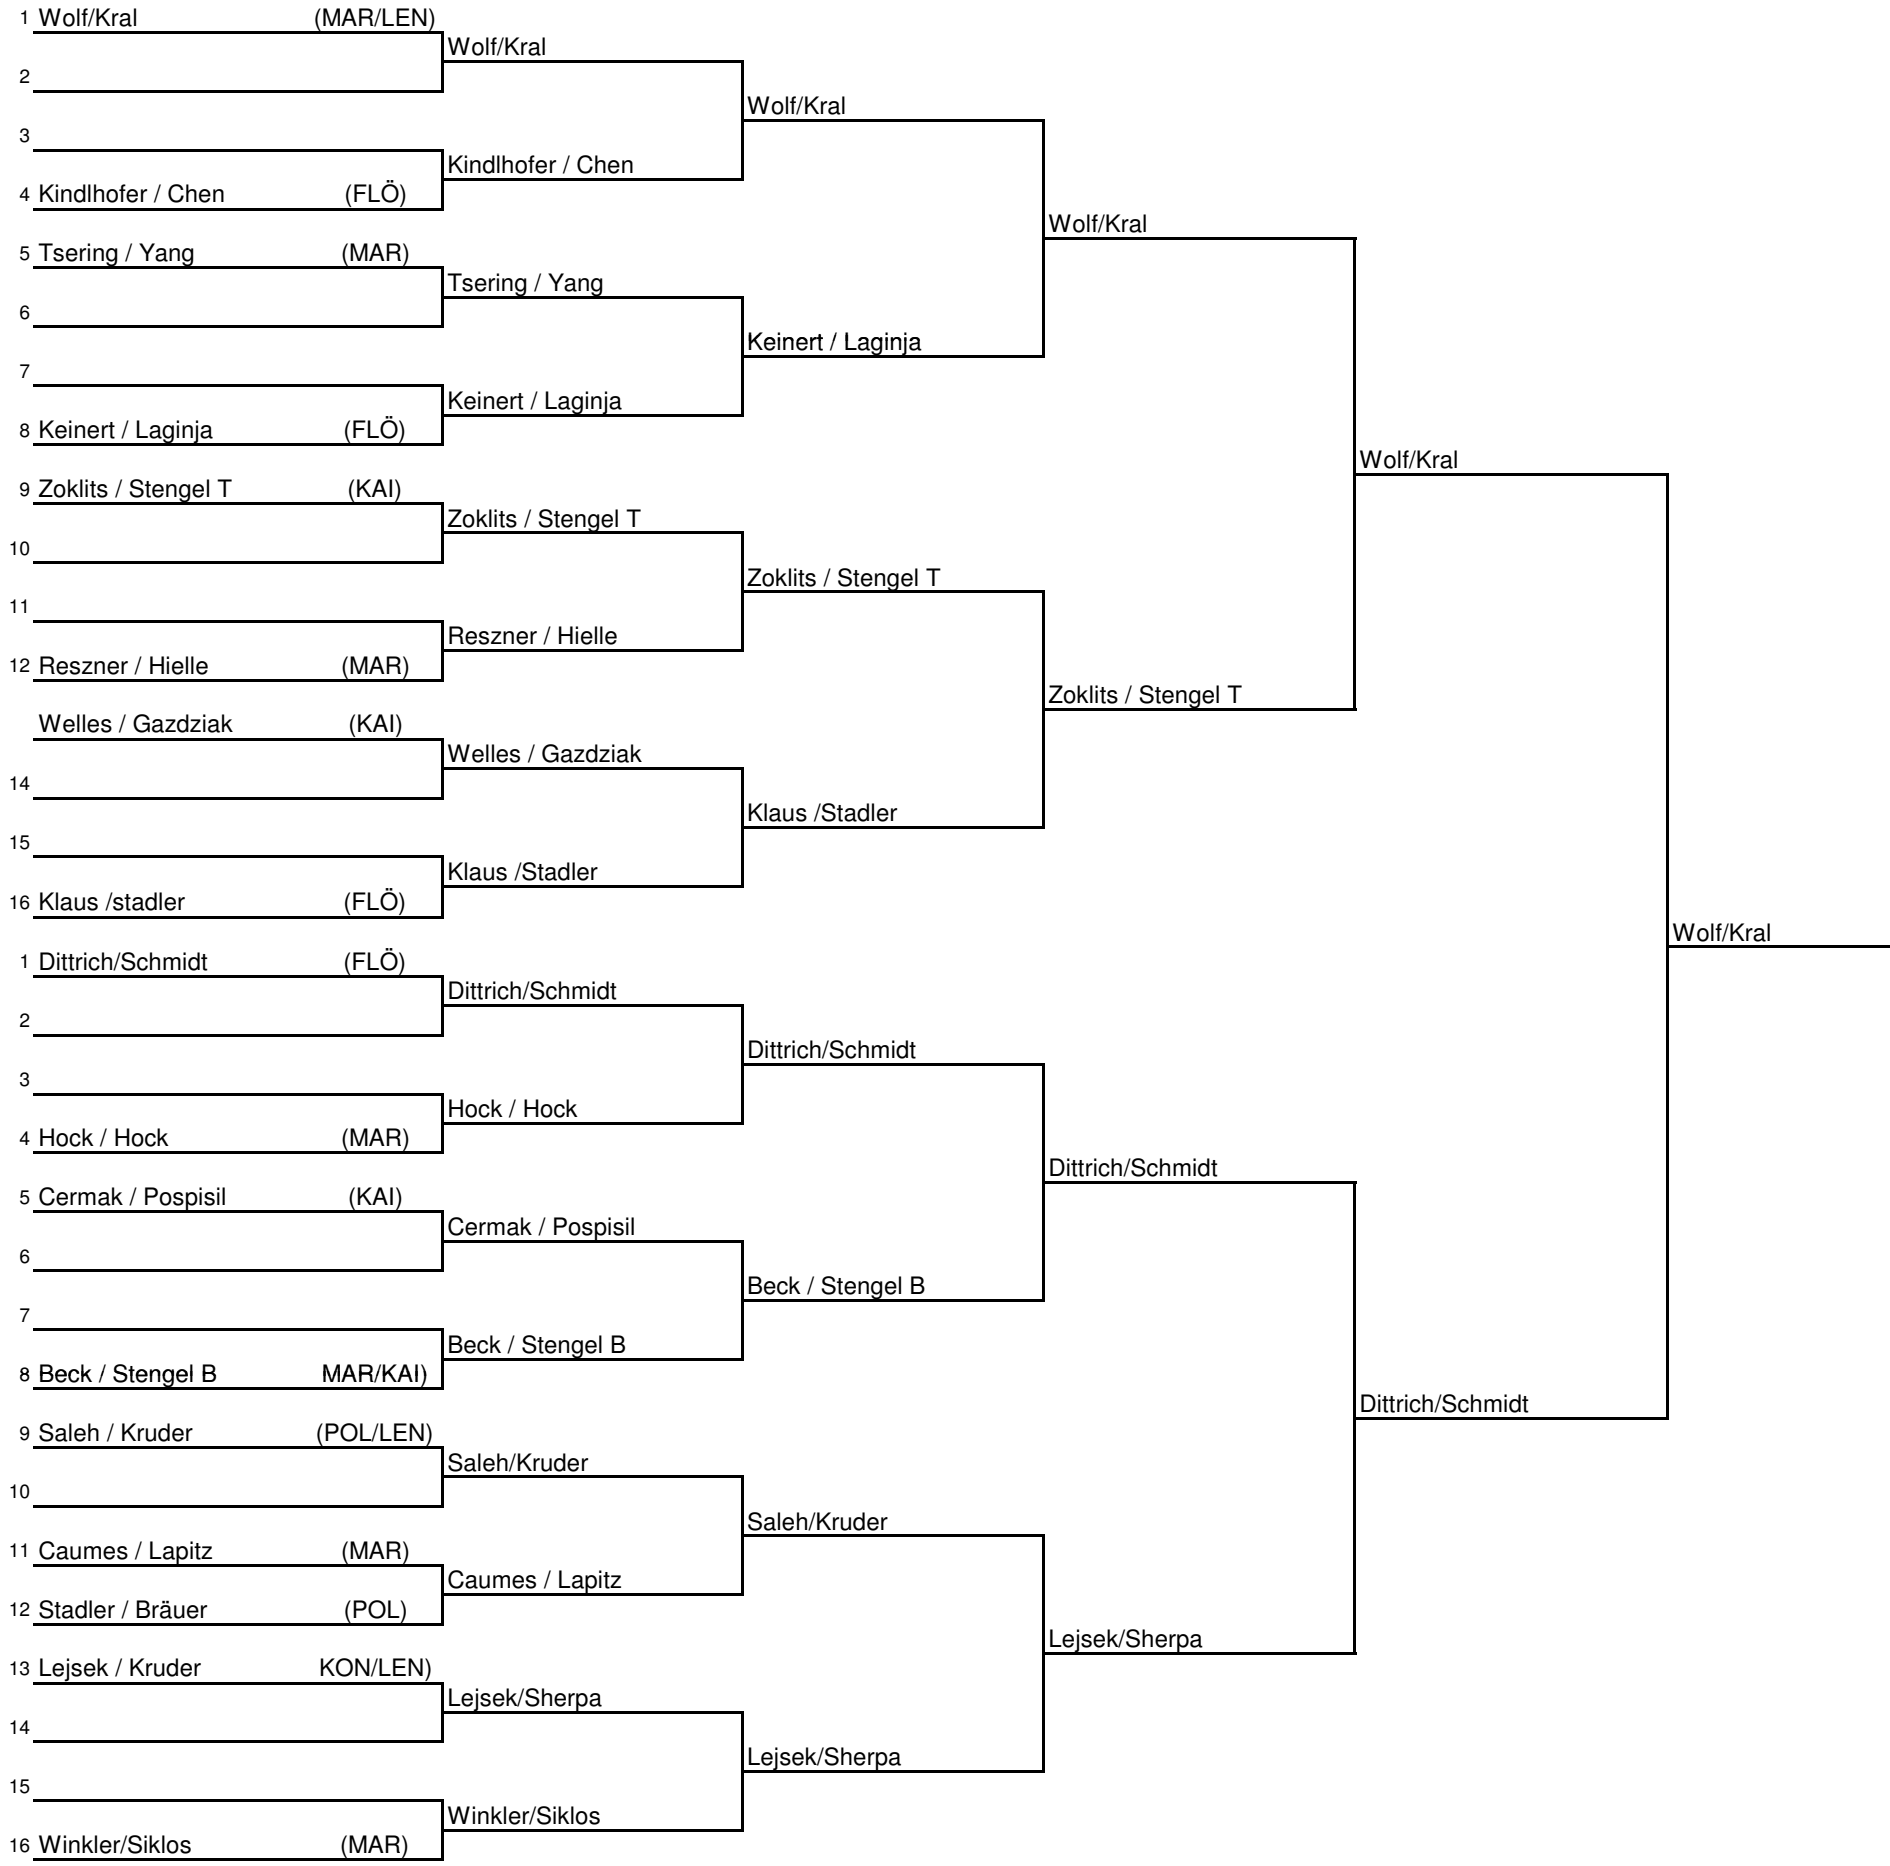 1 Wolf/Kral (MAR/LEN)
Wolf/Kral
2
Wolf/Kral
3
Kindlhofer / Chen
4 Kindlhofer / Chen (FLÖ)
Wolf/Kral
5 Tsering / Yang (MAR)
Tsering / Yang
6
Keinert / Laginja
7
Keinert / Laginja
8 Keinert / Laginja (FLÖ)
Wolf/Kral
9 Zoklits / Stengel T (KAI)
Zoklits / Stengel T
10
Zoklits / Stengel T
11
Reszner / Hielle
12 Reszner / Hielle (MAR)
Zoklits / Stengel T
Welles / Gazdziak (KAI)
Welles / Gazdziak
14
Klaus /Stadler
15
Klaus /Stadler
16 Klaus /stadler (FLÖ)
Wolf/Kral
1 Dittrich/Schmidt (FLÖ)
Dittrich/Schmidt
2
Dittrich/Schmidt
3
Hock / Hock
4 Hock / Hock (MAR)
Dittrich/Schmidt
5 Cermak / Pospisil (KAI)
Cermak / Pospisil
6
Beck / Stengel B
7
Beck / Stengel B
8 Beck / Stengel B MAR/KAI)
Dittrich/Schmidt
9 Saleh / Kruder (POL/LEN)
Saleh/Kruder
10
Saleh/Kruder
11 Caumes / Lapitz (MAR)
Caumes / Lapitz
12 Stadler / Bräuer (POL)
Lejsek/Sherpa
13 Lejsek / Kruder KON/LEN)
Lejsek/Sherpa
14
Lejsek/Sherpa
15
Winkler/Siklos
16 Winkler/Siklos (MAR)